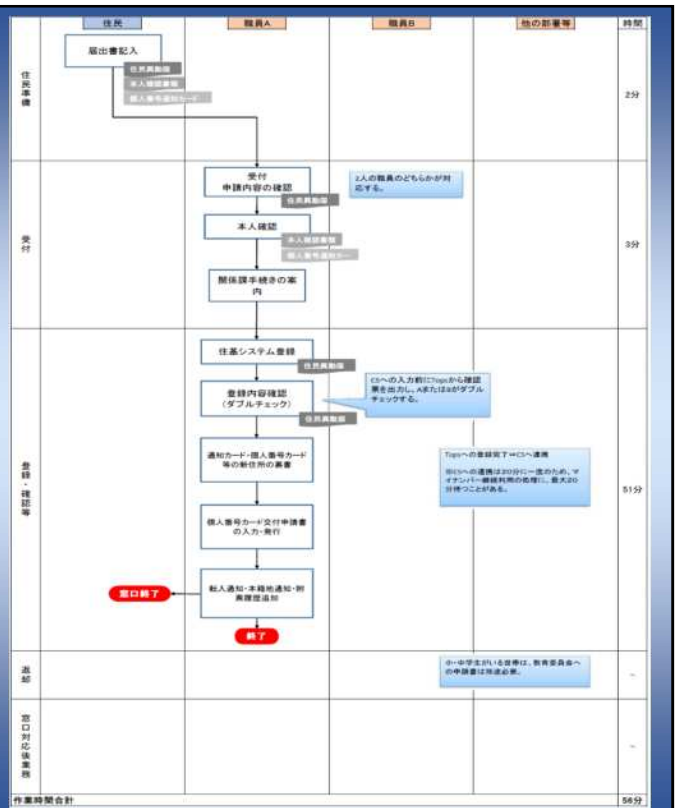 住民
職員A
職員B
他の部署等
時間
住民準備
届出書記入
住民異動届
本人確認書類
個人番号通知カード
2分
受付
受付
申請内容の確認
住民異動届
2人の職員のどちらかが対
応する。
本人確認
本人確認書類
個人番号通知カー
関係課手続きの案
内
3分
登録・確認等
住基システム登録
住民異動届
登録内容確認
(ダブルチェック)
住民異動届
CSへの入力前にTopsから確認
票を出力し、AまたはBがダブル
チェックする。
通知カード・個人番号カード
等の新住所の裏書
Topsへの登録完了⇒CSへ連携
※CSへの連携は20分に一度のため、マ
イナンバー継続利用の処理に、最大20
分待つことがある。
51分
個人番号カード交付申請書
の入力・発行
転入通知・本籍地通知・附
票履歴追加
窓口終了
終了
返却
小・中学生がいる世帯は、教育委員会へ
の申請書は別途必要。
-
窓口対応後業務
-
作業時間合計
56分